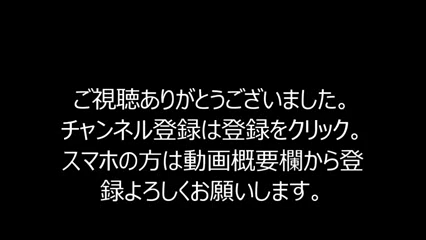 ご視聴ありがとうございました。
チャンネル登録は登録をクリック。
スマホの方は動画概要欄から登
録よろしくお願いします。